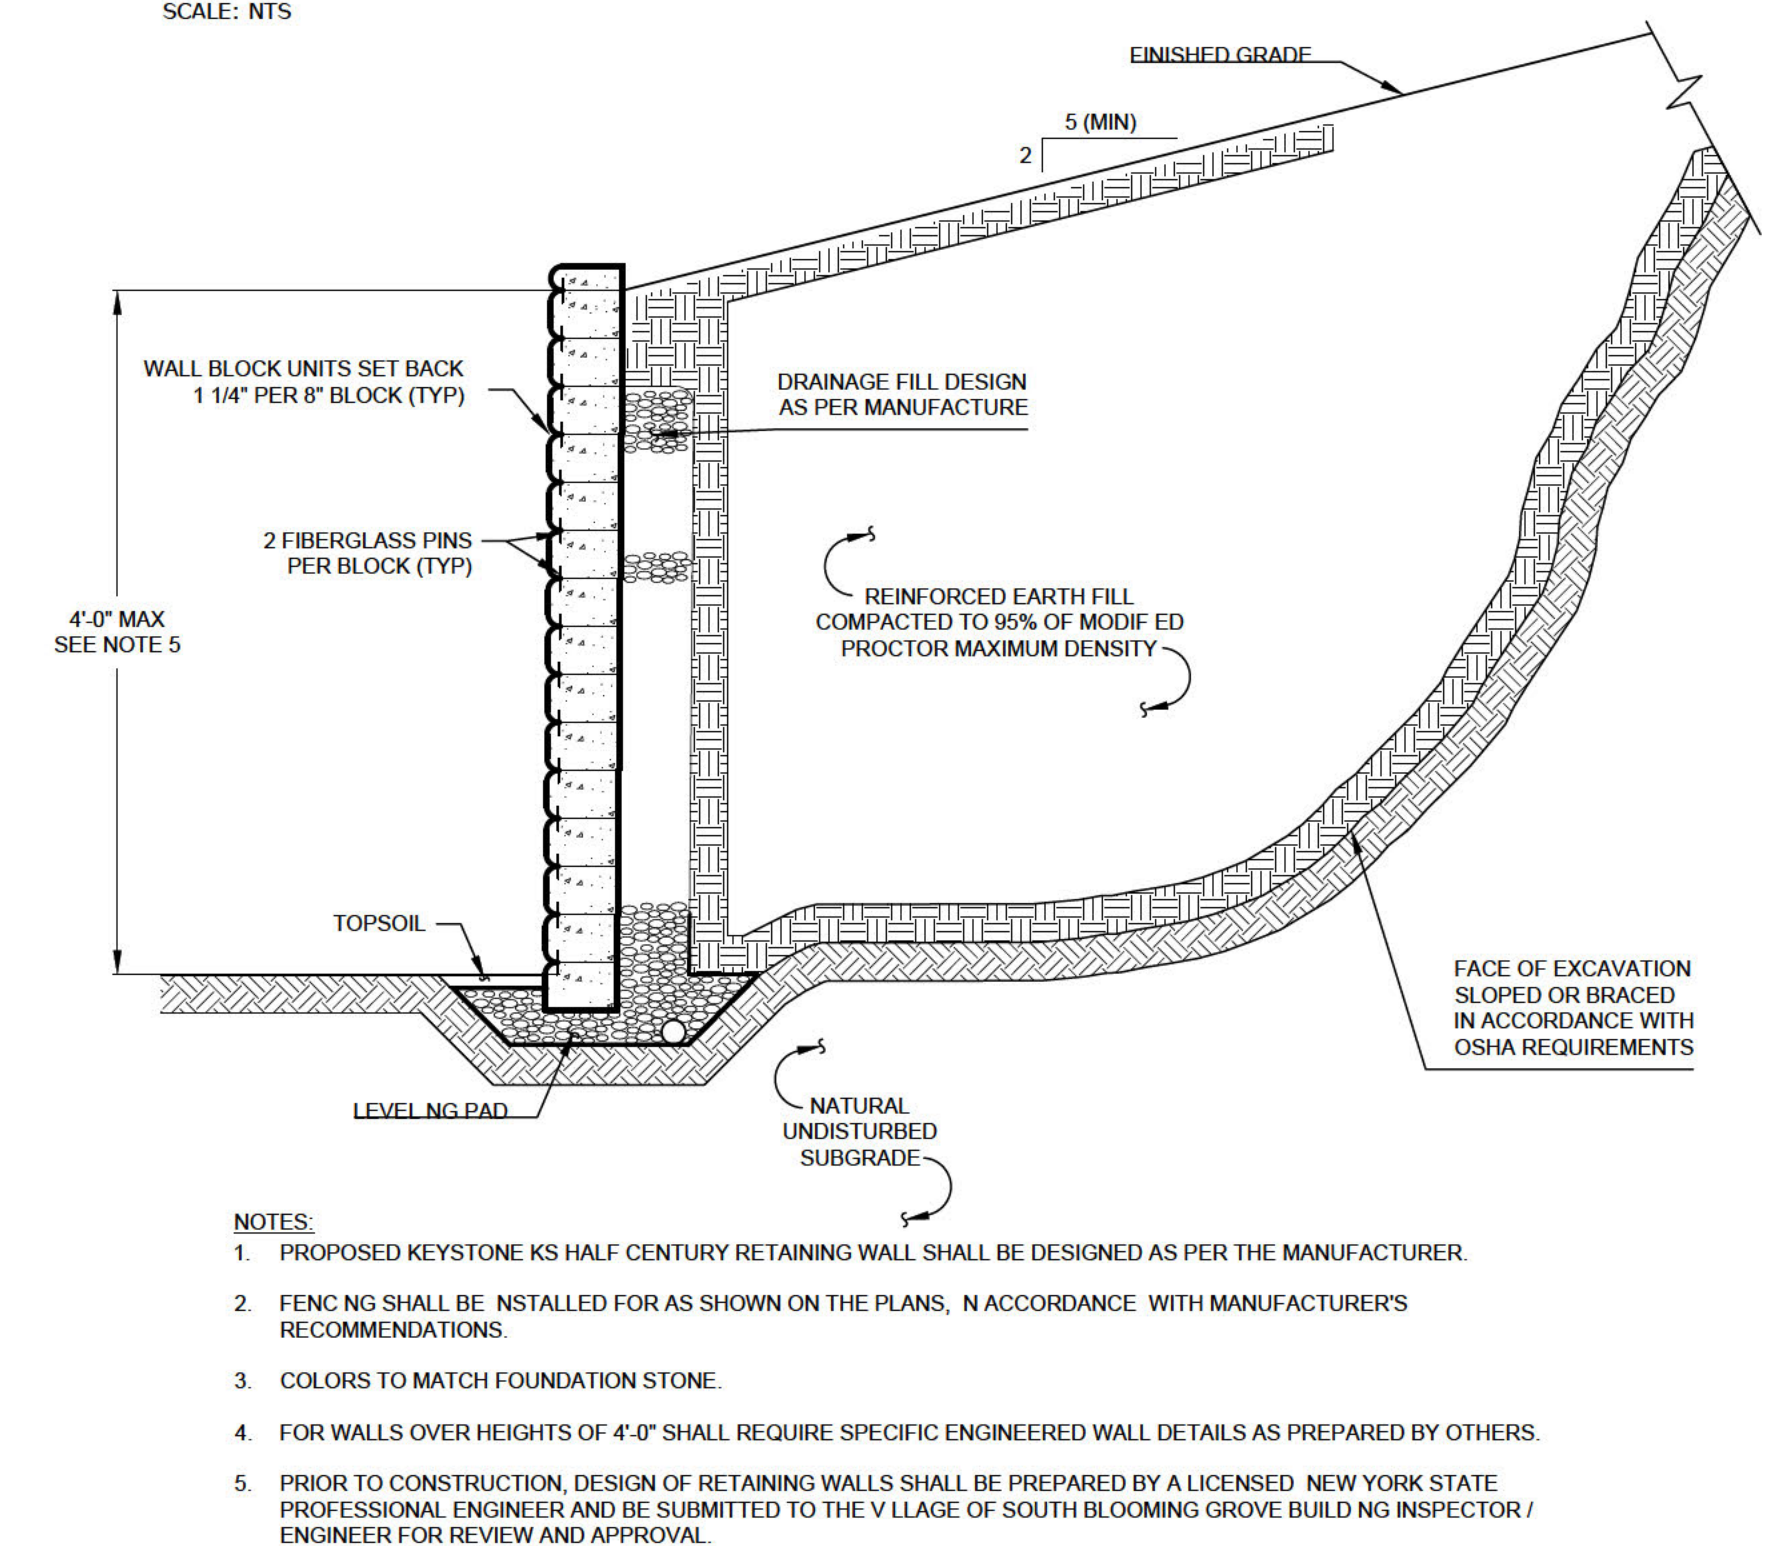 SCALE: NTS
FINISHED GRADE
5 (MIN)
2
WALL BLOCK UNITS SET BACK
1 1/4" PER 8" BLOCK (TYP)
DRAINAGE FILL DESIGN
AS PER MANUFACTURE
2 FIBERGLASS PINS
PER BLOCK (TYP)
REINFORCED EARTH FILL
COMPACTED TO 95% OF MODIF ED
PROCTOR MAXIMUM DENSITY
4'-0" MAX
SEE NOTE 5
TOPSOIL
FACE OF EXCAVATION
SLOPED OR BRACED
IN ACCORDANCE WITH
OSHA REQUIREMENTS
LEVEL NG PAD
NATURAL
UNDISTURBED
SUBGRADE
NOTES:
1. PROPOSED KEYSTONE KS HALF CENTURY RETAINING WALL SHALL BE DESIGNED AS PER THE MANUFACTURER.
2. FENC NG SHALL BE NSTALLED FOR AS SHOWN ON THE PLANS, N ACCORDANCE WITH MANUFACTURER'S
RECOMMENDATIONS.
3. COLORS TO MATCH FOUNDATION STONE.
4. FOR WALLS OVER HEIGHTS OF 4'-0" SHALL REQUIRE SPECIFIC ENGINEERED WALL DETAILS AS PREPARED BY OTHERS.
5. PRIOR TO CONSTRUCTION, DESIGN OF RETAINING WALLS SHALL BE PREPARED BY A LICENSED NEW YORK STATE
PROFESSIONAL ENGINEER AND BE SUBMITTED TO THE V LLAGE OF SOUTH BLOOMING GROVE BUILD NG INSPECTOR /
ENGINEER FOR REVIEW AND APPROVAL.